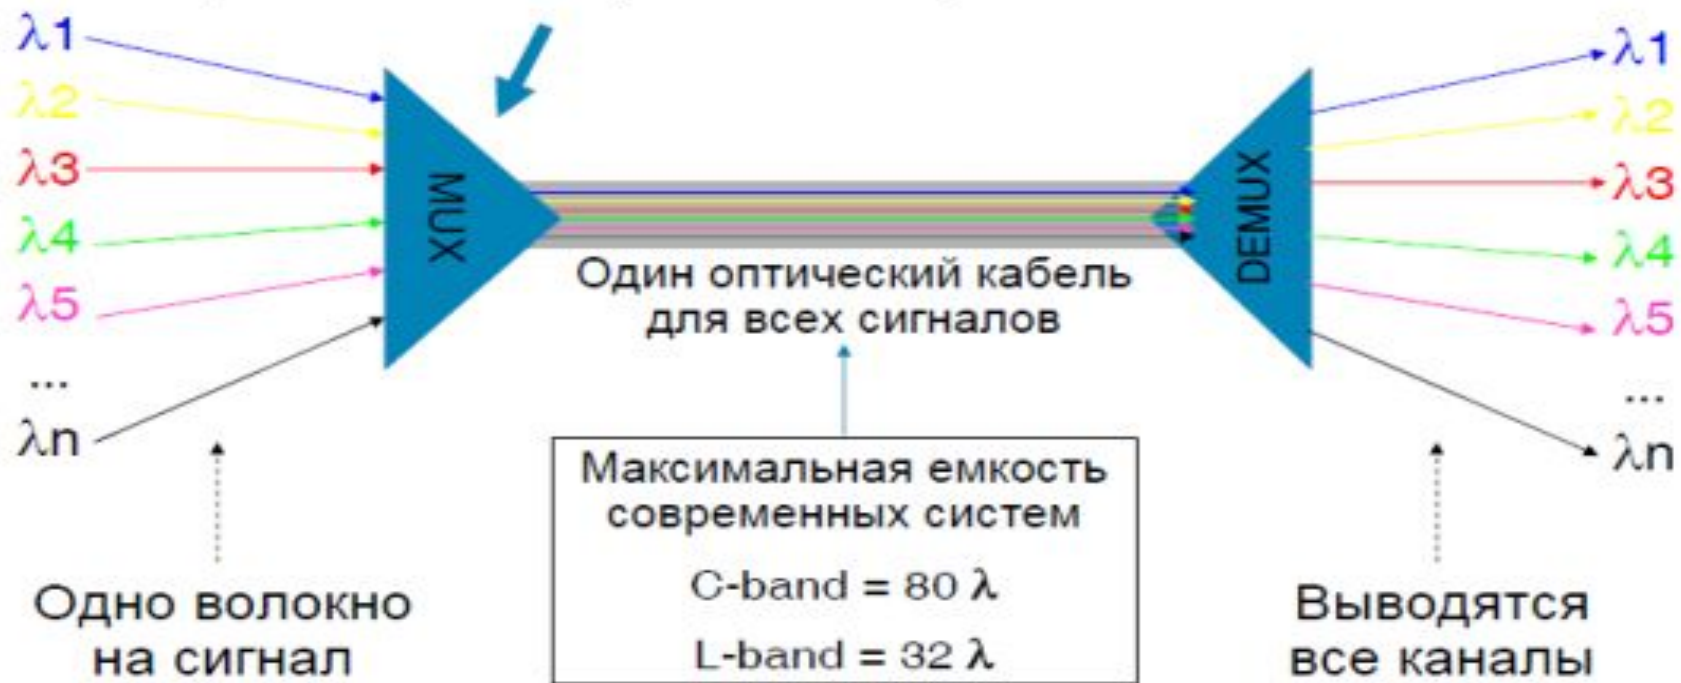 λ1
λ2
λ3
λ4
λ5
...
λn
MUX
Один оптический кабель
для всех сигналов
DEMUX
λ1
λ2
λ3
λ4
λ5
...
λn
Одно волокно
на сигнал
Максимальная емкость
современных систем
C-band = 80 λ
L-band = 32 λ
Выводятся
все каналы